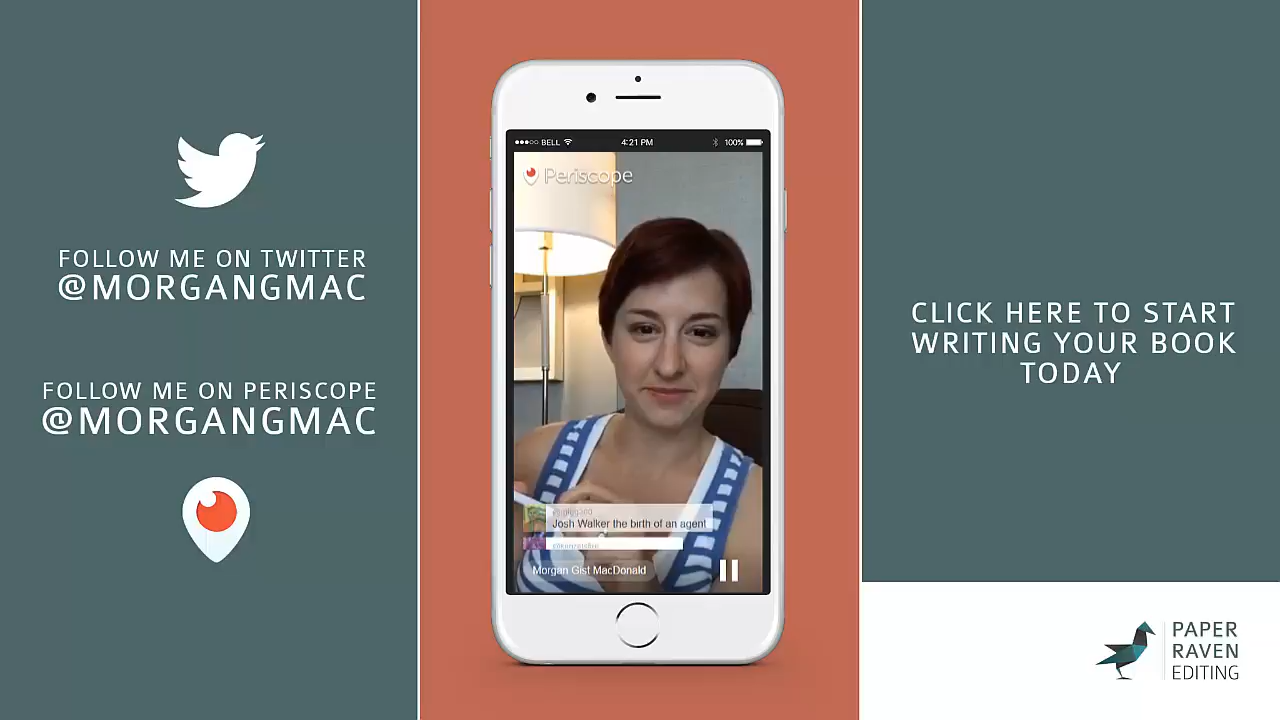 FOLLOW ME ON TWITTER
@MORGANGMAC
FOLLOW ME ON PERISCOPE
@MORGANGMAC
BELL
4:21 PM
100%
Periscope
Josh Walker the birth of an agent
Morgan Gist MacDonald
CLICK HERE TO START
WRITING YOUR BOOK
TODAY
PAPER
RAVEN
EDITING